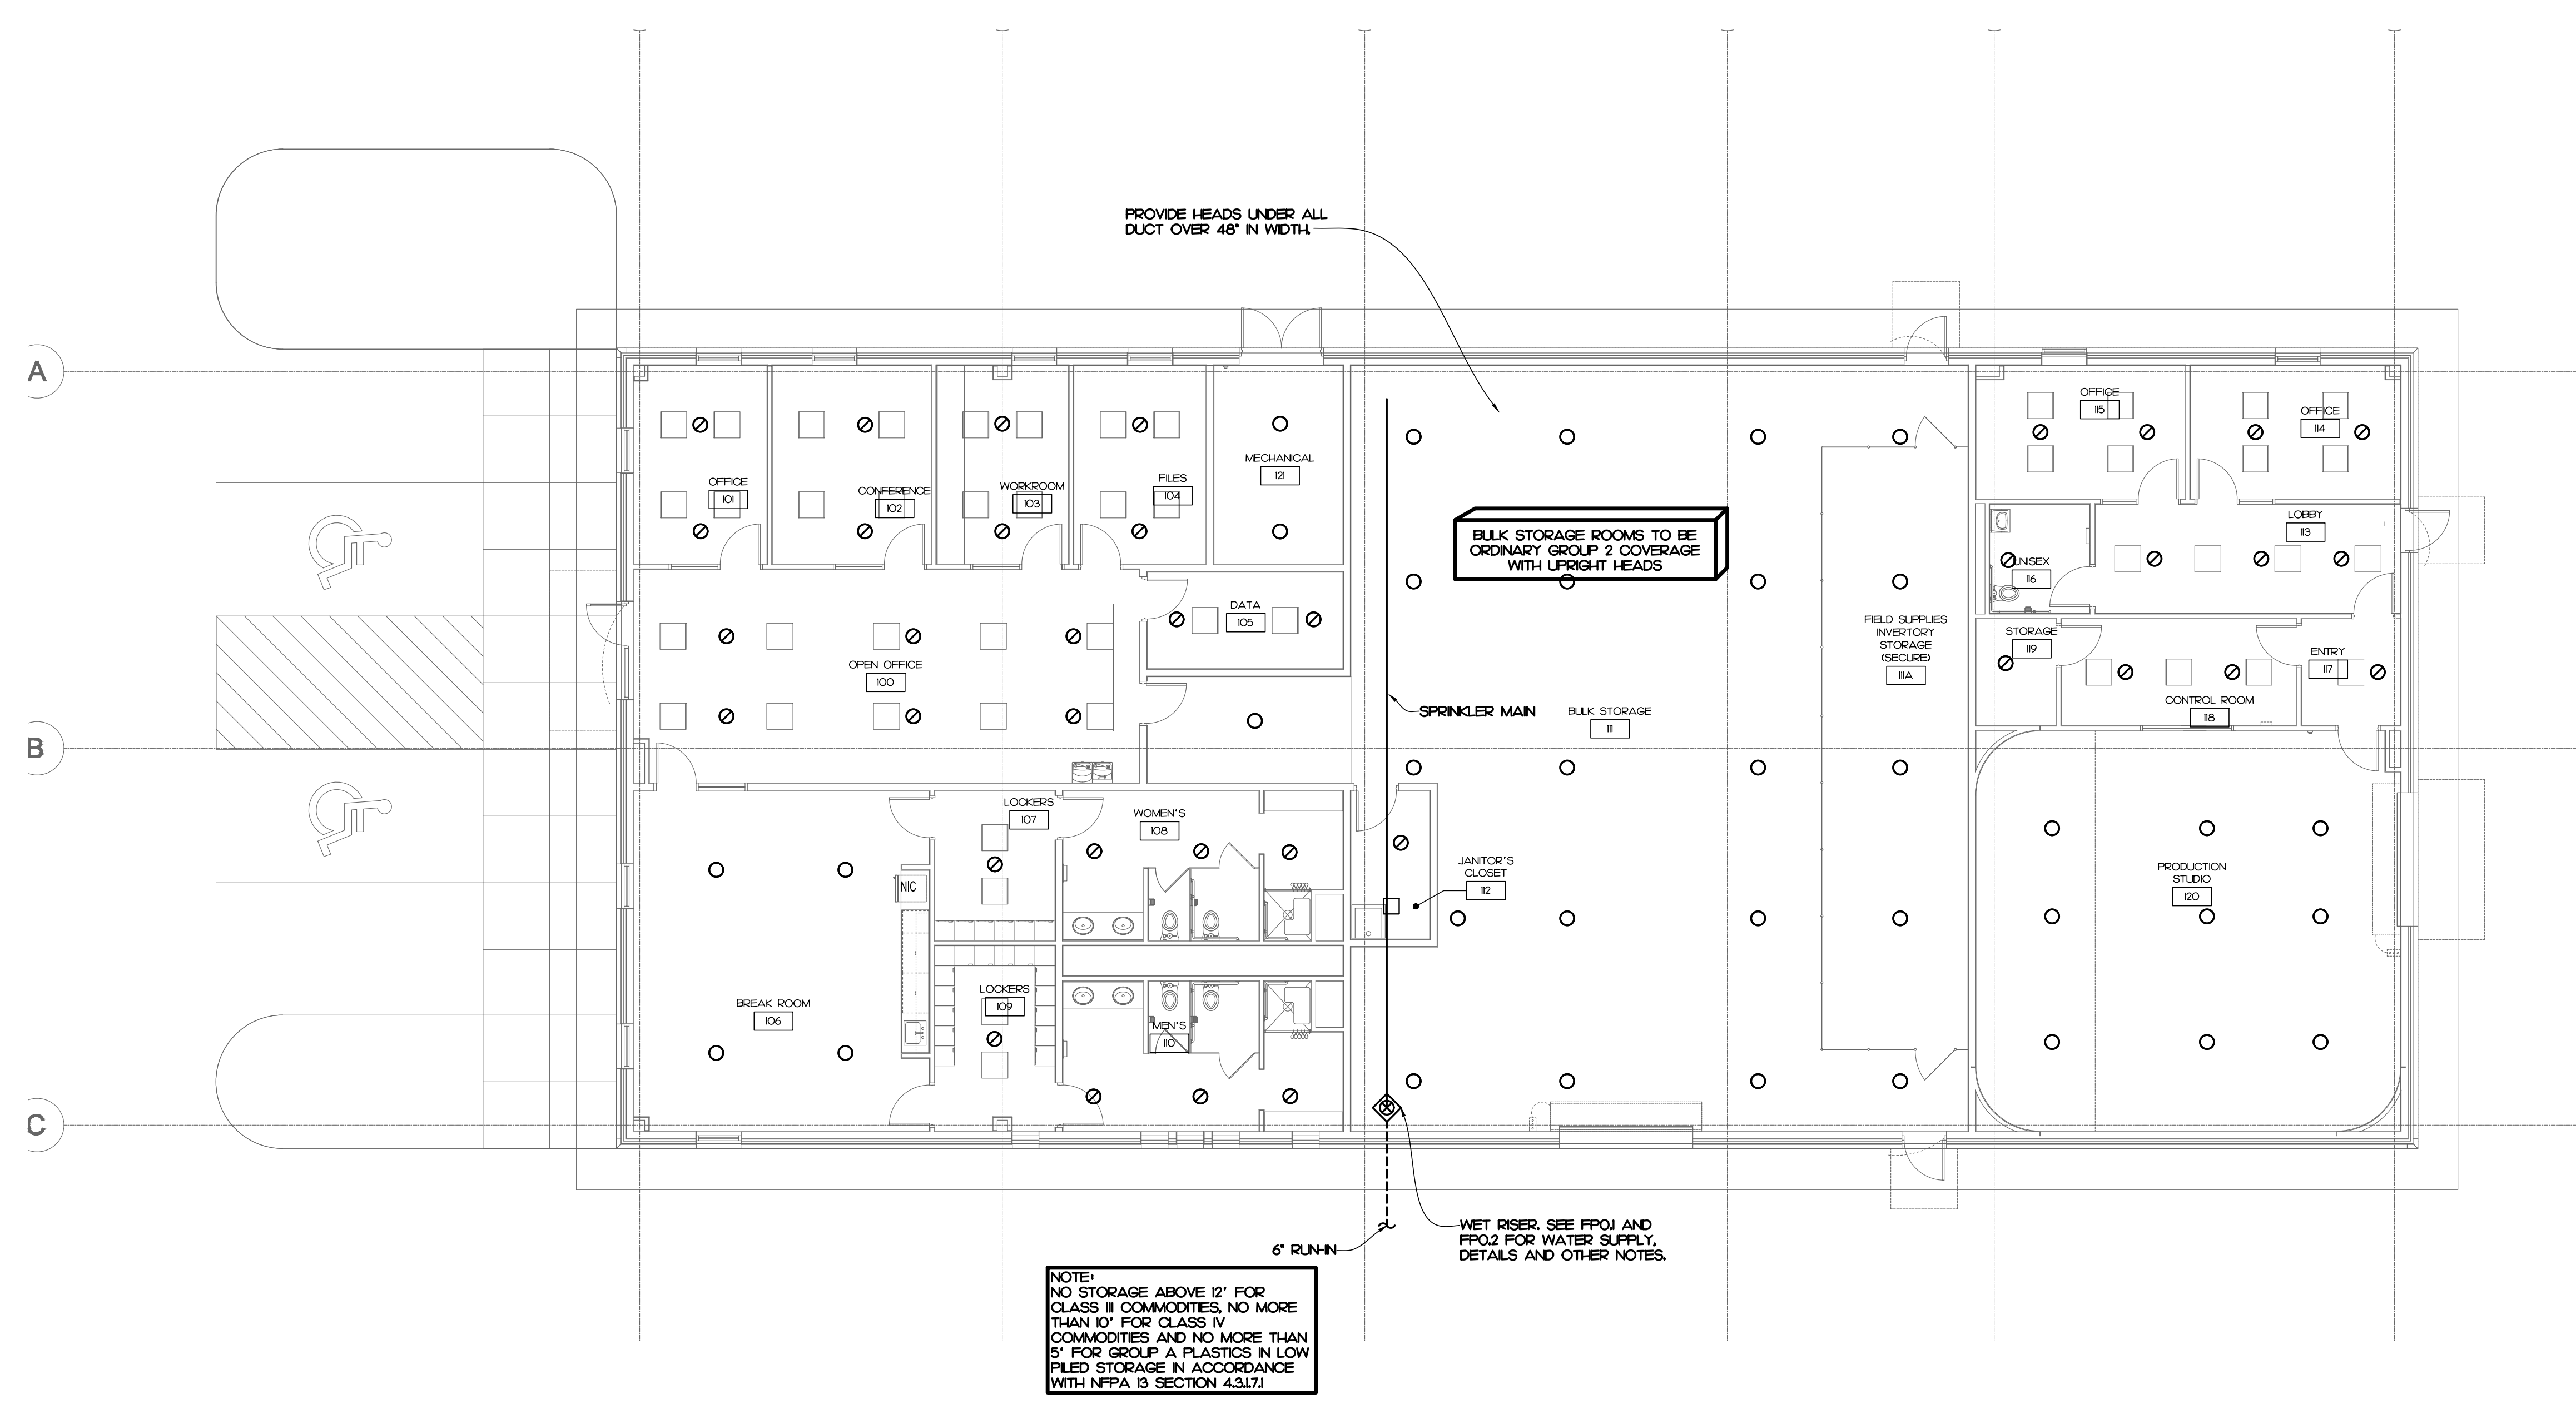 PROVIDE HEADS UNDER ALL
DUCT OVER 48" IN WIDTH.
A
B
C
OFFICE
101
CONFERENCE
102
WORKROOM
103
FILES
104
MECHANICAL
121
BULK STORAGE ROOMS TO BE
ORDINARY GROUP 2 COVERAGE
WITH UPRIGHT HEADS
OFFICE
115
OFFICE
114
LOBBY
113
UNISEX
116
DATA
105
OPEN OFFICE
100
FIELD SUPPLIES
INVERTORY
STORAGE
(SECURE)
111A
STORAGE
119
ENTRY
117
CONTROL ROOM
118
SPRINKLER MAIN
BULK STORAGE
111
LOCKERS
107
WOMEN'S
108
NIC
JANITOR'S
CLOSET
112
PRODUCTION
STUDIO
120
BREAK ROOM
106
LOCKERS
109
MEN'S
110
WET RISER. SEE FP0.1 AND
FP0.2 FOR WATER SUPPLY,
DETAILS AND OTHER NOTES.
6" RUN-IN
NOTE:
NO STORAGE ABOVE 12' FOR
CLASS III COMMODITIES, NO MORE
THAN 10' FOR CLASS IV
COMMODITIES AND NO MORE THAN
5' FOR GROUP A PLASTICS IN LOW
PILED STORAGE IN ACCORDANCE
WITH NFPA 13 SECTION 4.3.1.7.1